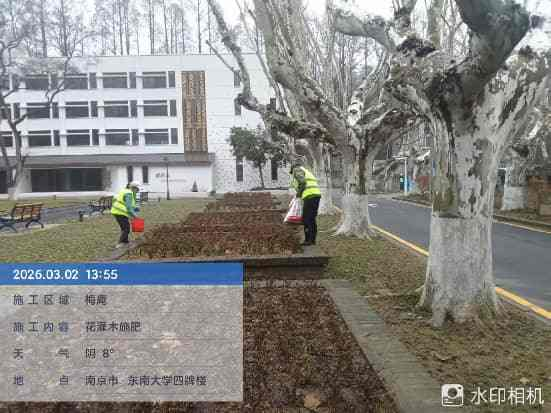 2026.03.02 13:55
施工区域 梅庵
施工内容 花灌木施肥
天气 阴 8°
地点 南京市 东南大学四牌楼
水印相机